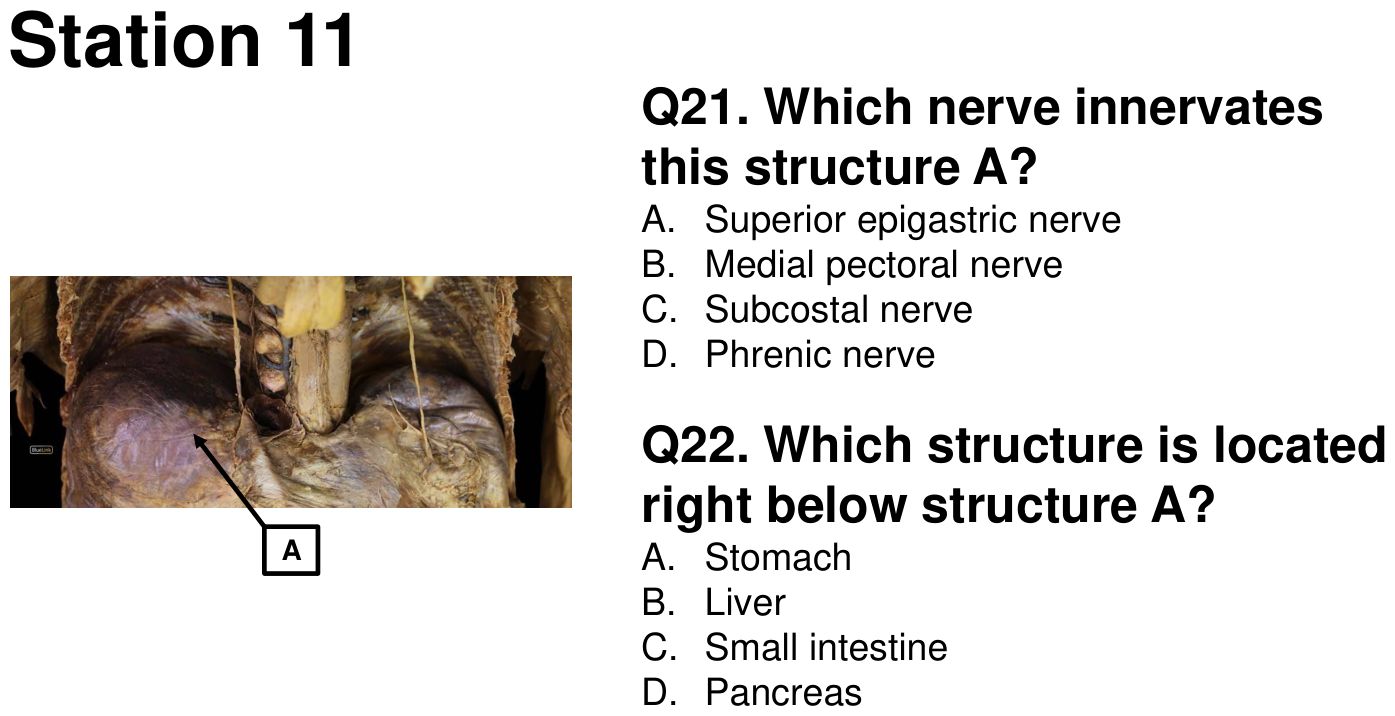 Station 11
Q21. Which nerve innervates
this structure A?
A. Superior epigastric nerve
B. Medial pectoral nerve
C. Subcostal nerve
D. Phrenic nerve
BlueLink
A
Q22. Which structure is located
right below structure A?
A. Stomach
B. Liver
C. Small intestine
D. Pancreas